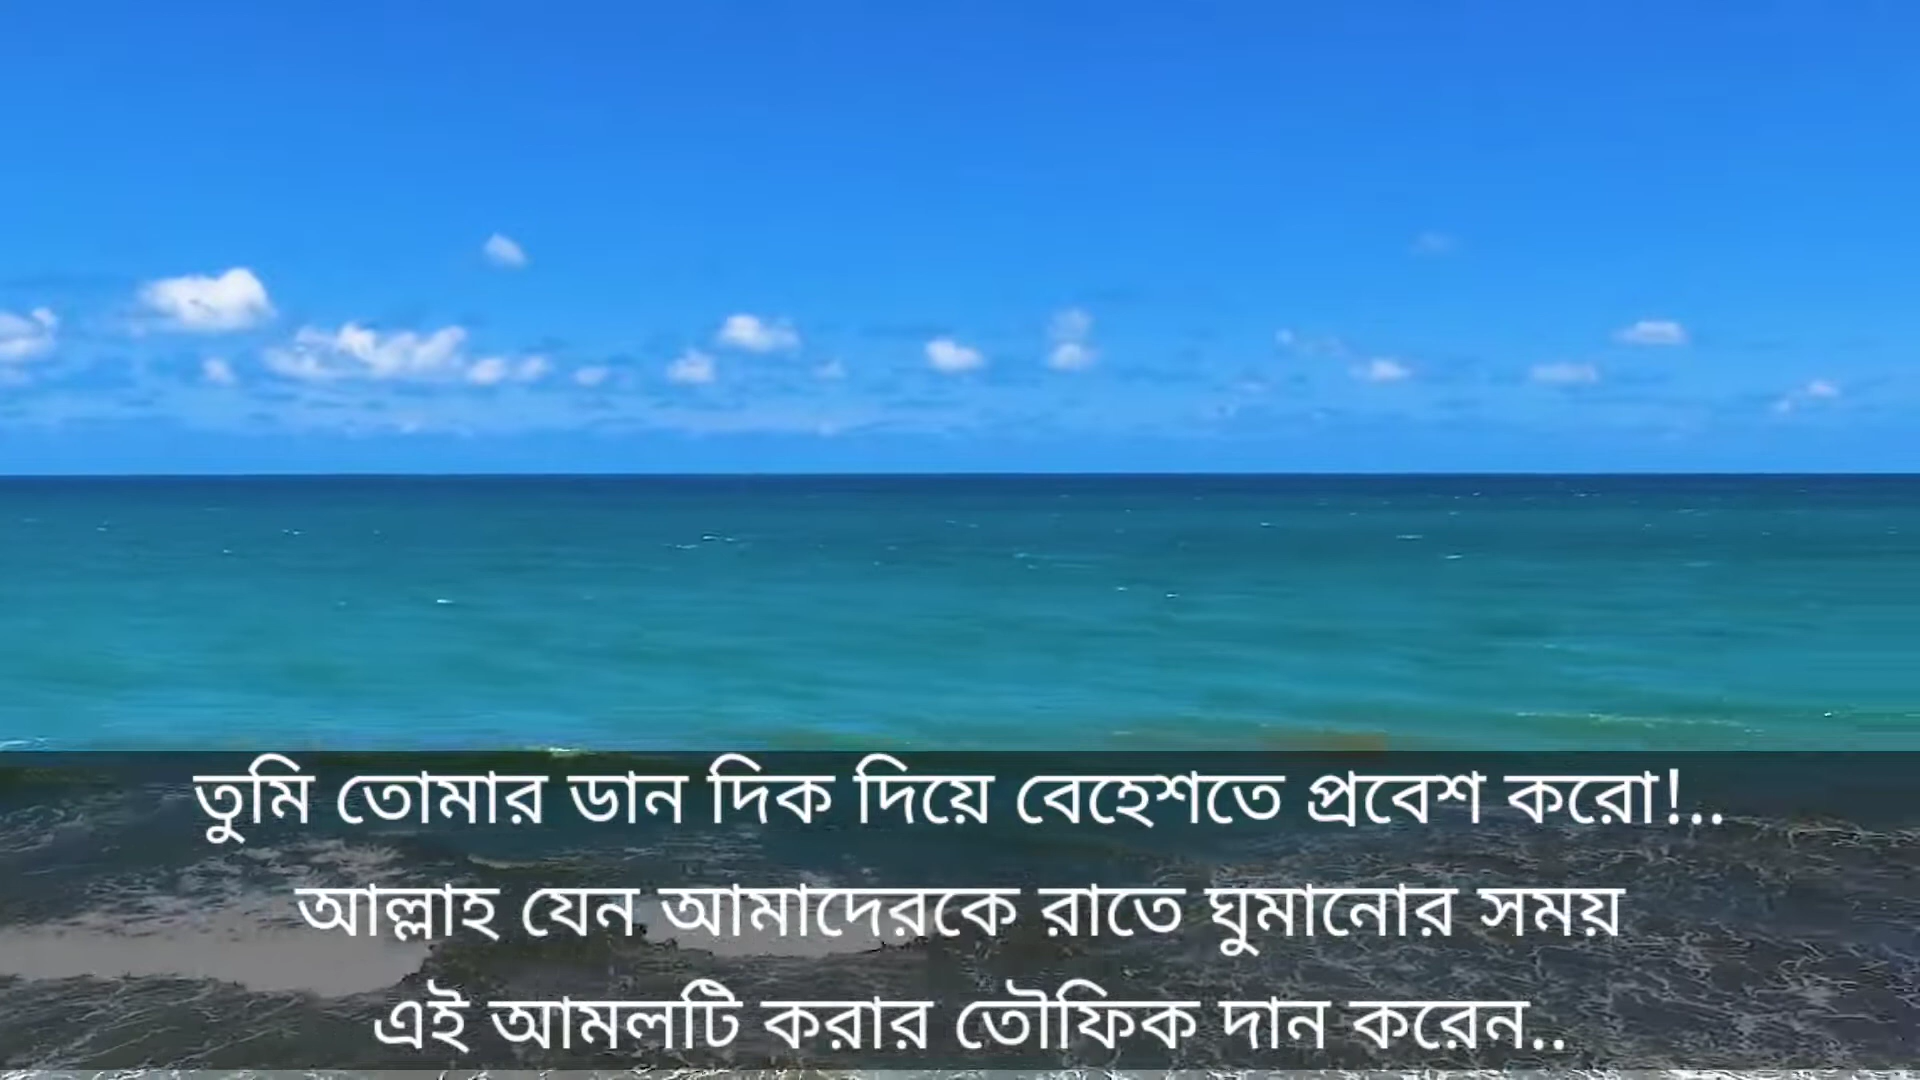 তুমি তোমার ডান দিক দিয়ে বেহেশতে প্রবেশ করো!..
আল্লাহ যেন আমাদেরকে রাতে ঘুমানোর সময়
এই আমলটি করার তৌফিক দান করেন..